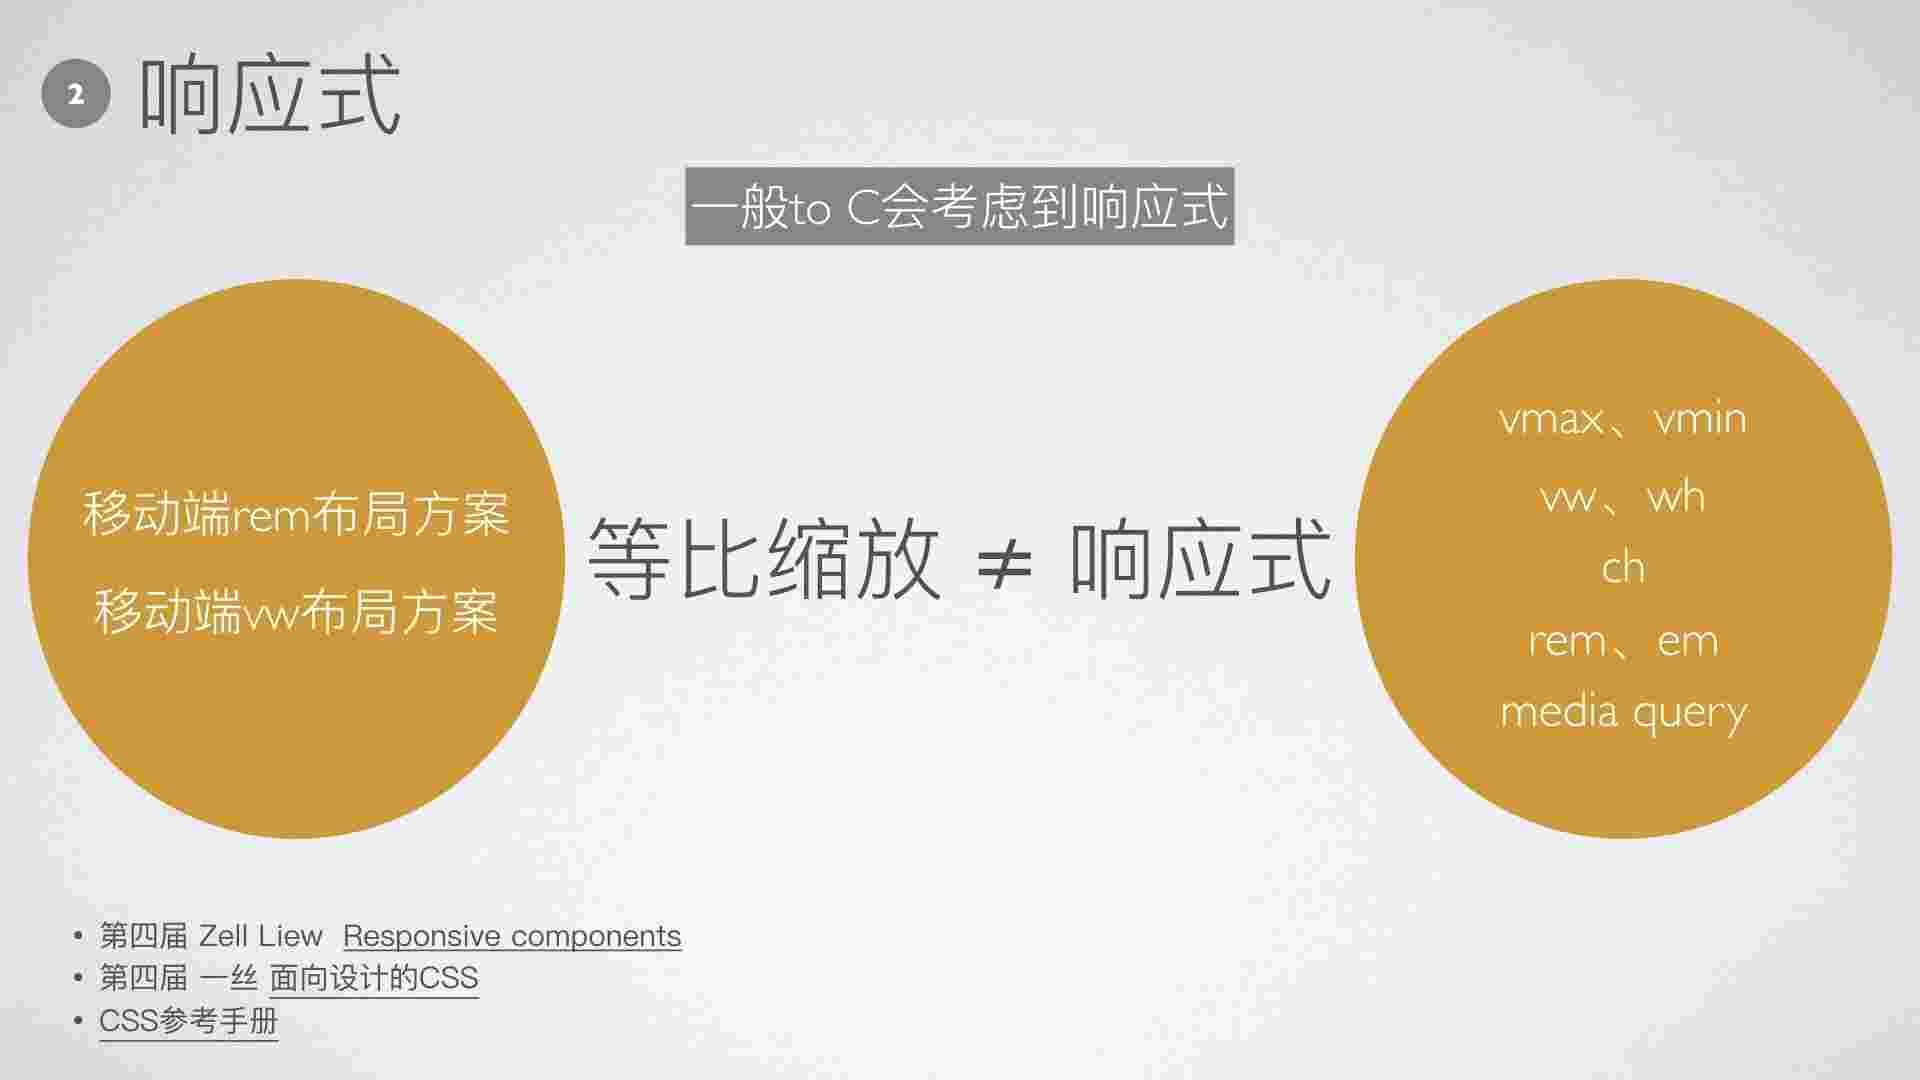 2 响应式
一般to C会考虑到响应式
移动端rem布局方案
移动端vw布局方案
等比缩放 ≠ 响应式
vmax、vmin
vw、wh
ch
rem、em
media query
• 第四届 Zell Liew Responsive components
• 第四届 一丝 面向设计的CSS
• CSS参考手册